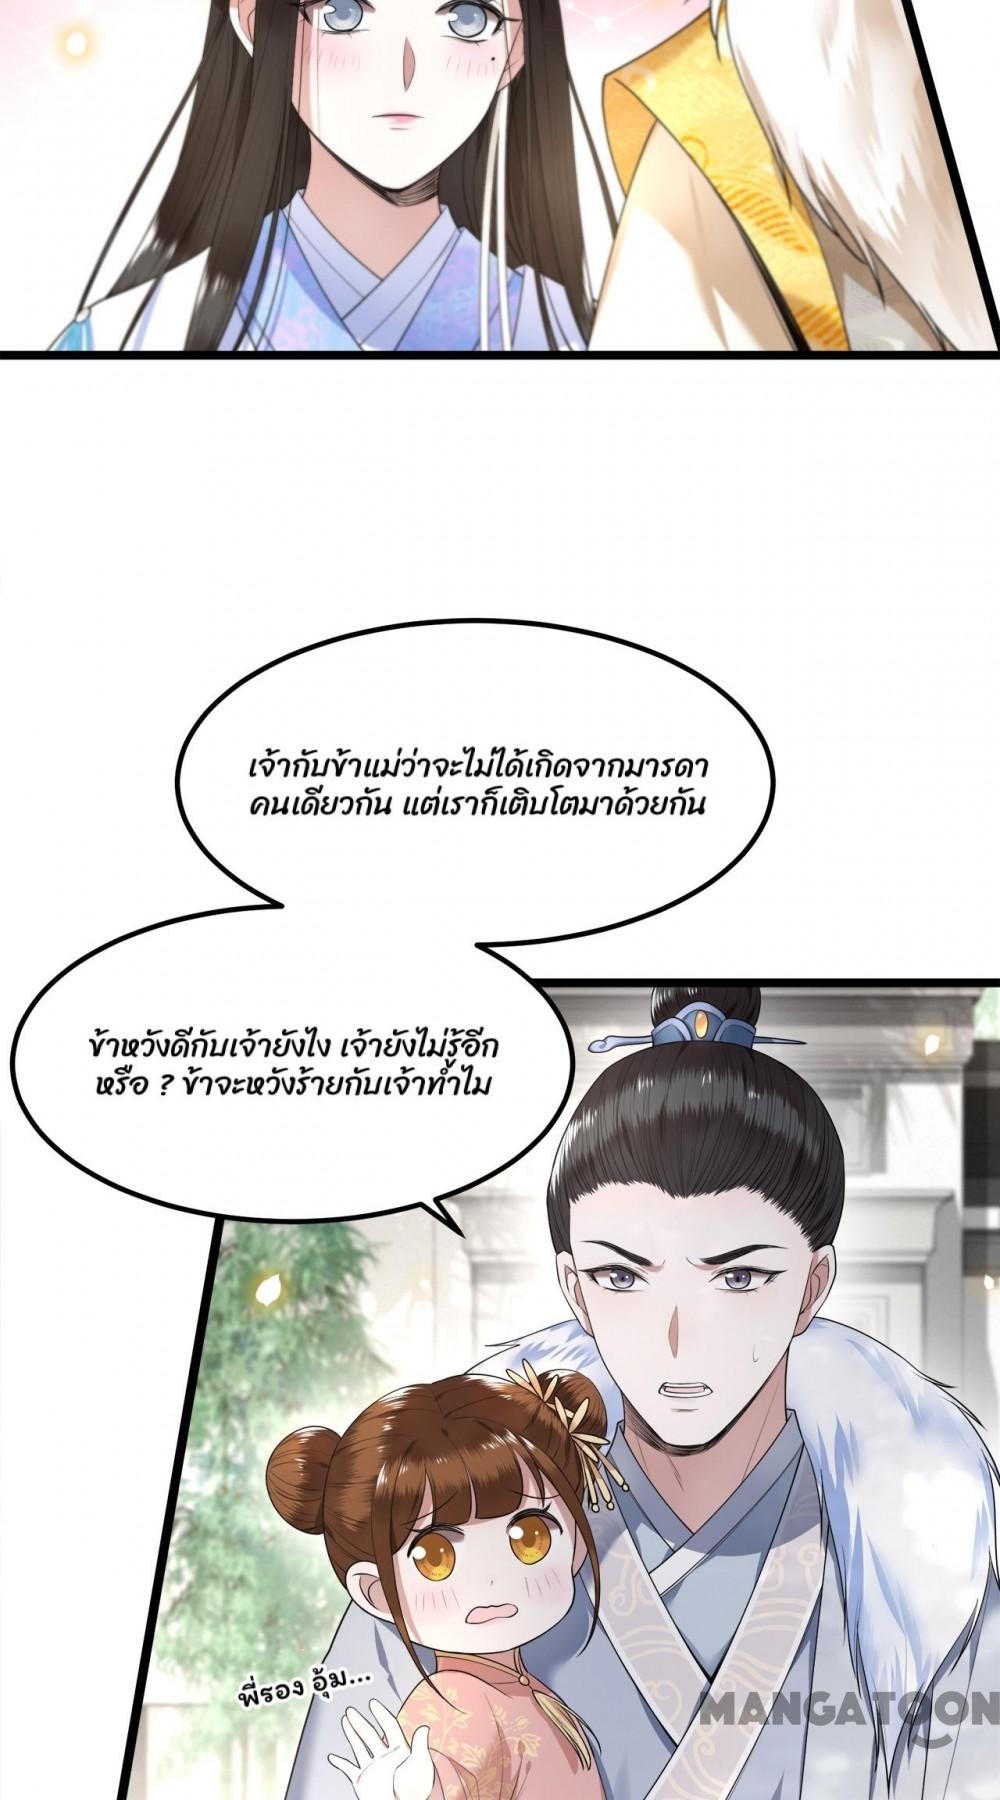 เจ้ากับข้าแม่ว่าจะไม่ได้เกิดจากมารดา
คนเดียวกัน แต่เราก็เติบโตมาด้วยกัน
ข้าหวังดีกับเจ้ายังไง เจ้ายังไม่รู้อีก
หรือ ? ข้าจะหวังร้ายกับเจ้าทำไม
พี่รอง อุ้ม...
MANGATOON